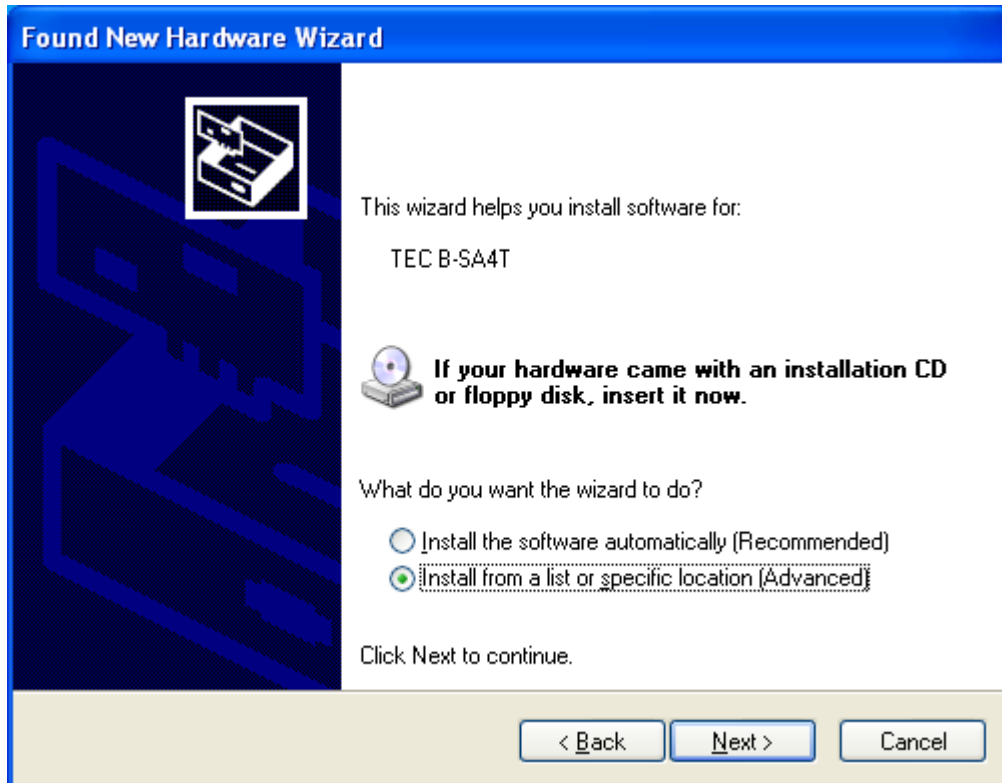 Found New Hardware Wizard
This wizard helps you install software for:
TEC B-SA4T
If your hardware came with an installation CD
or floppy disk, insert it now.
What do you want the wizard to do?
Install the software automatically (Recommended)
Install from a list or specific location (Advanced)
Click Next to continue.
< Back Next > Cancel